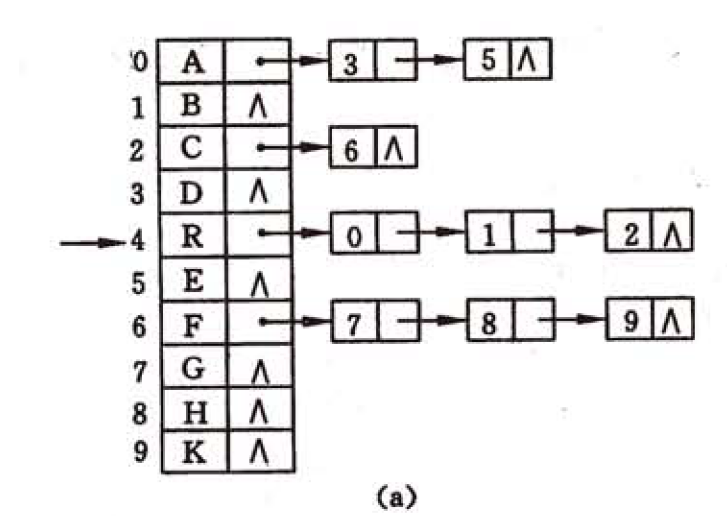 0 A 3 5 ∧
1 B ∧
2 C 6 ∧
3 D ∧
4 R 0 1 2 ∧
5 E ∧
6 F 7 8 9 ∧
7 G ∧
8 H ∧
9 K ∧
(a)